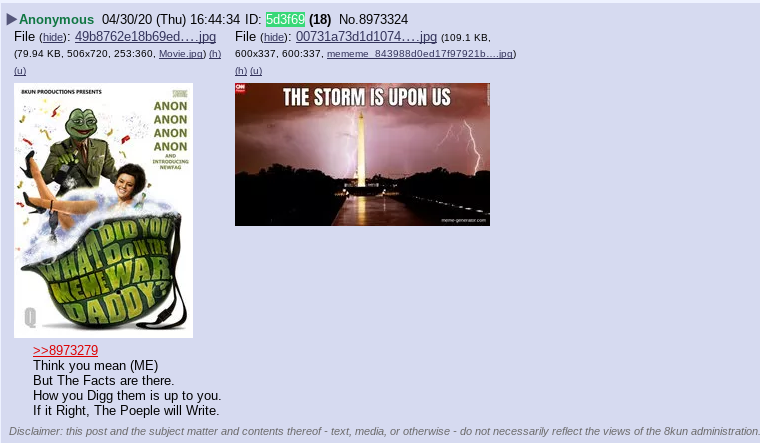 Anonymous 04/30/20 (Thu) 16:44:34 ID: 5d3f69 (18) No.8973324
File (hide): 49b8762e18b69ed….jpg
(79.94 KB, 506x720, 253:360, Movie.jpg) (h)
(u)
File (hide): 00731a73d1d1074….jpg (109.1 KB,
600x337, 600:337, mememe_843988d0ed17f97921b….jpg)
(h) (u)
8KUN PRODUCTIONS PRESENTS
ANON
ANON
ANON
ANON
AND
INTRODUCING
NEWFAG
DID YOU
WHAT DO IN THE
MEME WAR
DADDY?
Q
CNN
THE STORM IS UPON US
meme-generator.com
>>8973279
Think you mean (ME)
But The Facts are there.
How you Digg them is up to you.
If it Right, The Poeple will Write.
Disclaimer: this post and the subject matter and contents thereof - text, media, or otherwise - do not necessarily reflect the views of the 8kun administration.